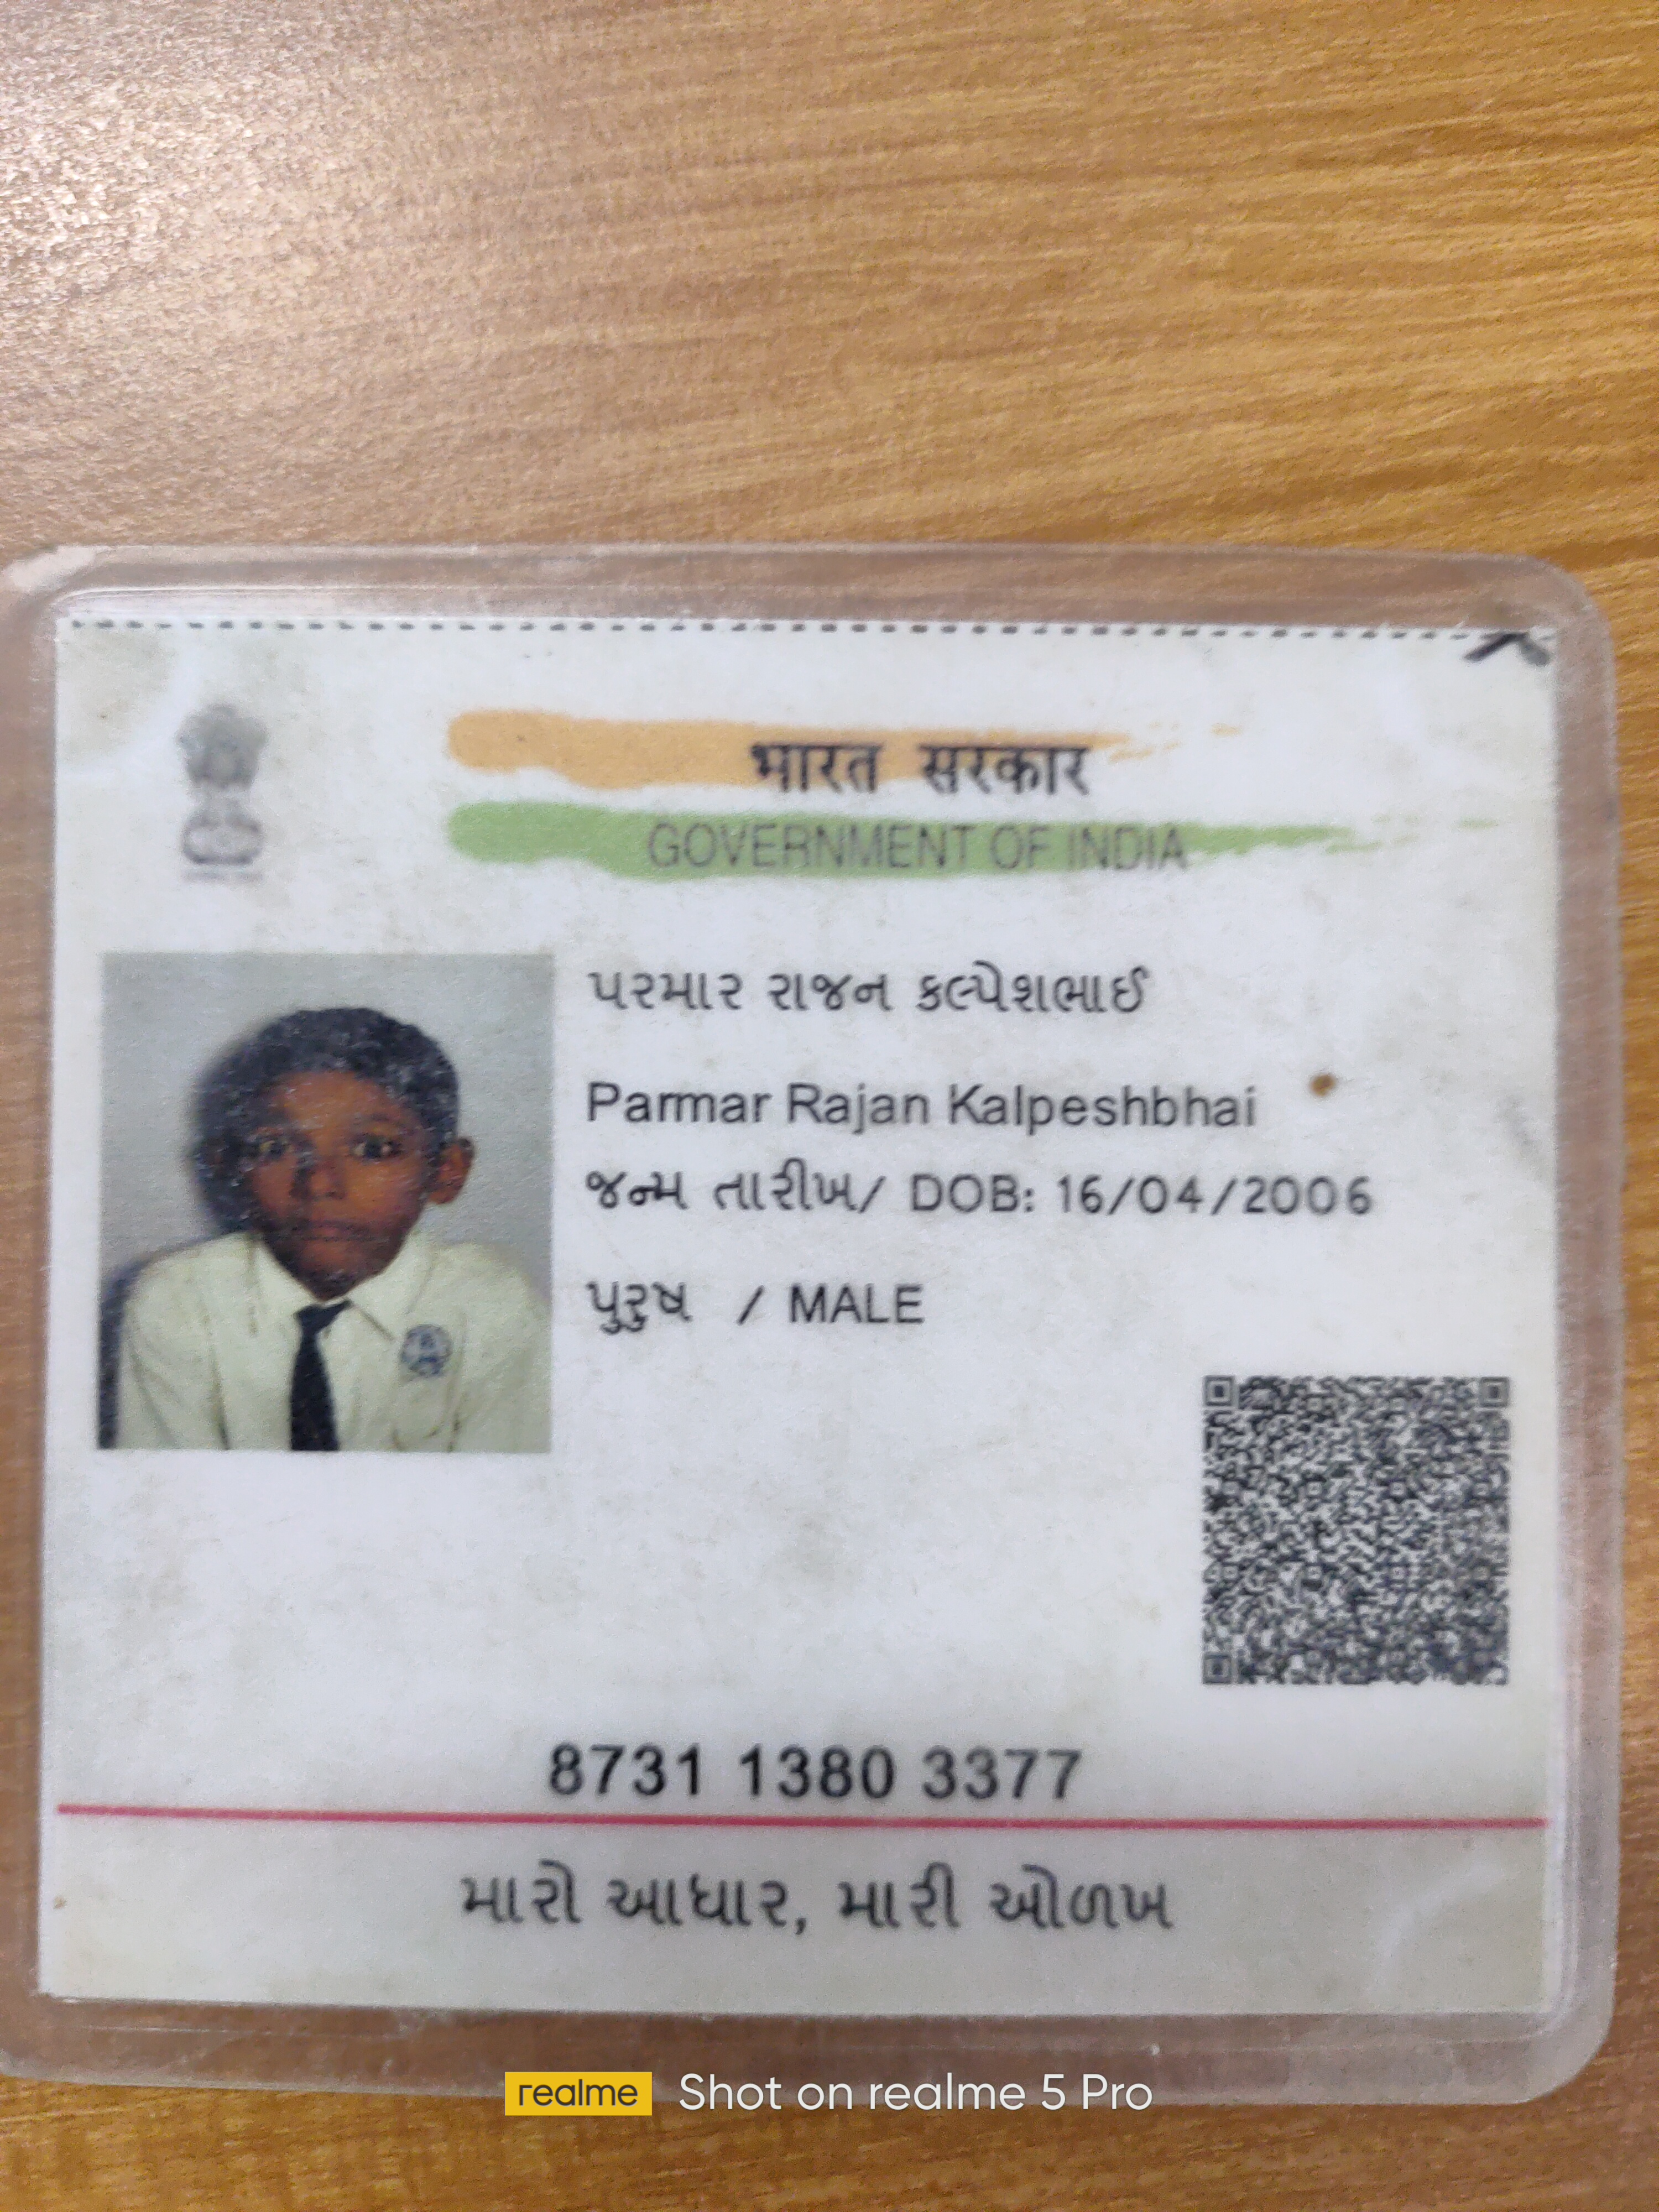 भारत सरकार
GOVERNMENT OF INDIA
પરમાર રાજન કલ્પેશભાઈ
Parmar Rajan Kalpeshbhai
જન્મ તારીખ/ DOB: 16/04/2006
પુરુષ / MALE
8731 1380 3377
મારો આધાર, મારી ઓળખ
realme Shot on realme 5 Pro